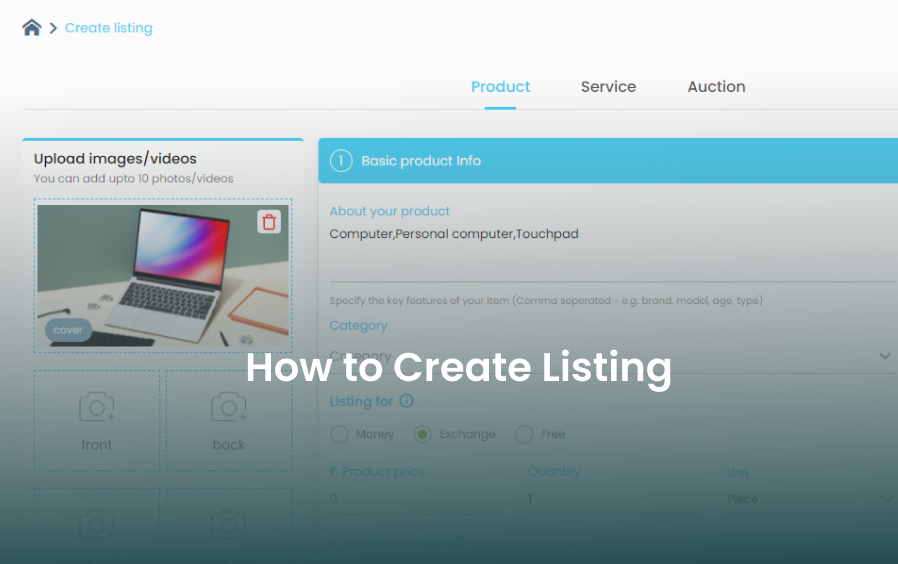 Create listing
Product Service Auction
Upload images/videos
You can add upto 10 photos/videos
cover
front back
1 Basic product Info
About your product
Computer,Personal computer,Touchpad
Specify the key features of your item (Comma seperated - e.g. brand, model, age, type)
Category
Category
How to Create Listing
Listing for
Money Exchange Free
₹ Product price Quantity Unit
0 1 Piece